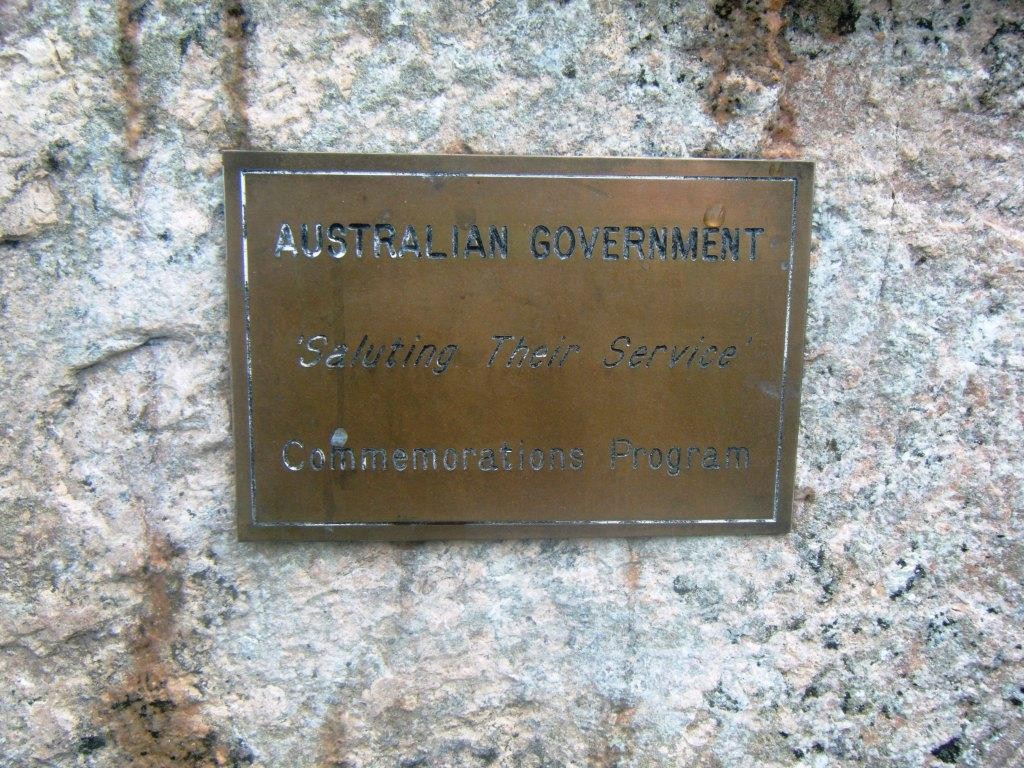 AUSTRALIAN GOVERNMENT
'Saluting Their Service'
Commemorations Program